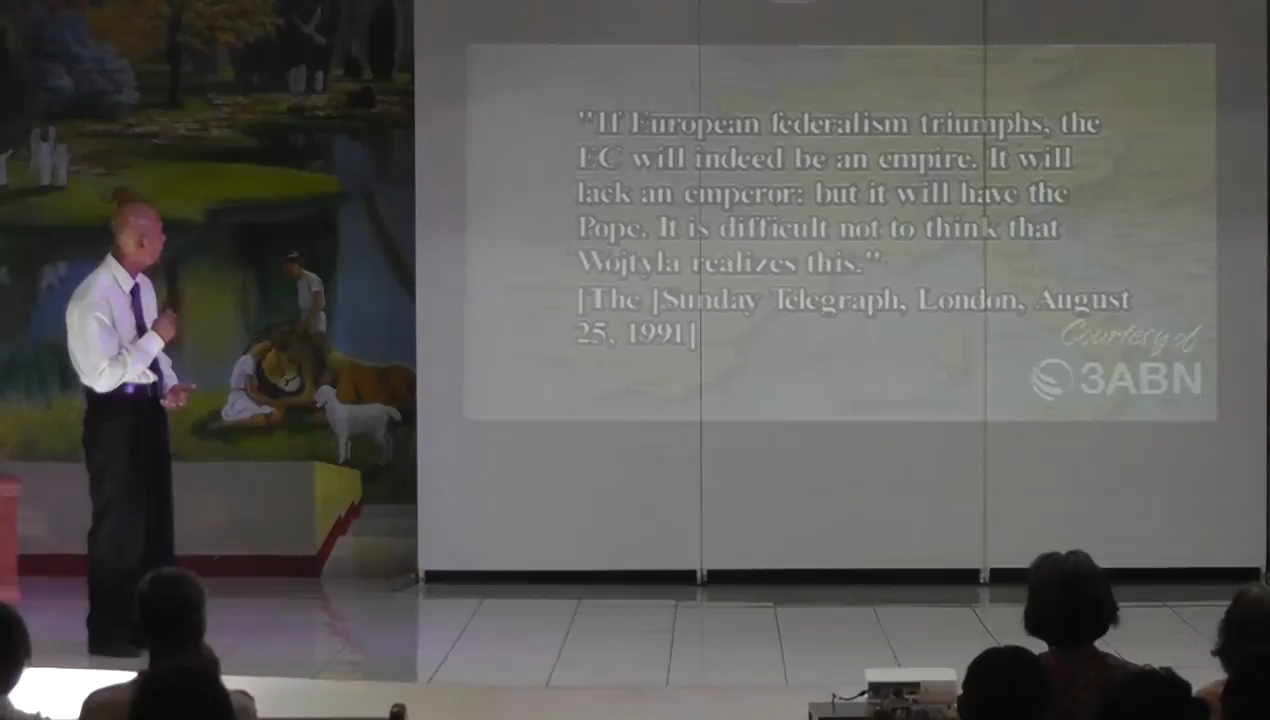 "If European federalism triumphs, the
EC will indeed be an empire. It will
lack an emperor: but it will have the
Pope. It is difficult not to think that
Wojtyla realizes this."
[The ]Sunday Telegraph, London, August
25, 1991]
Courtesy of
3ABN